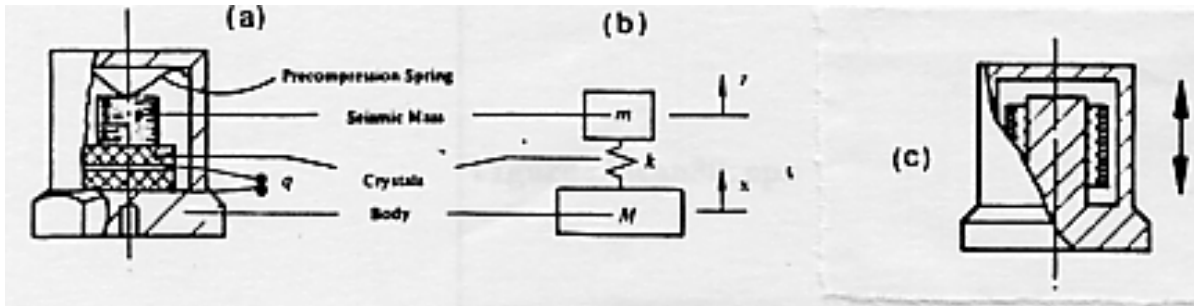 (a)
(b)
Precompression Spring
Seismic Mass
m
y
k
(c)
q
Crystals
x
Body
M